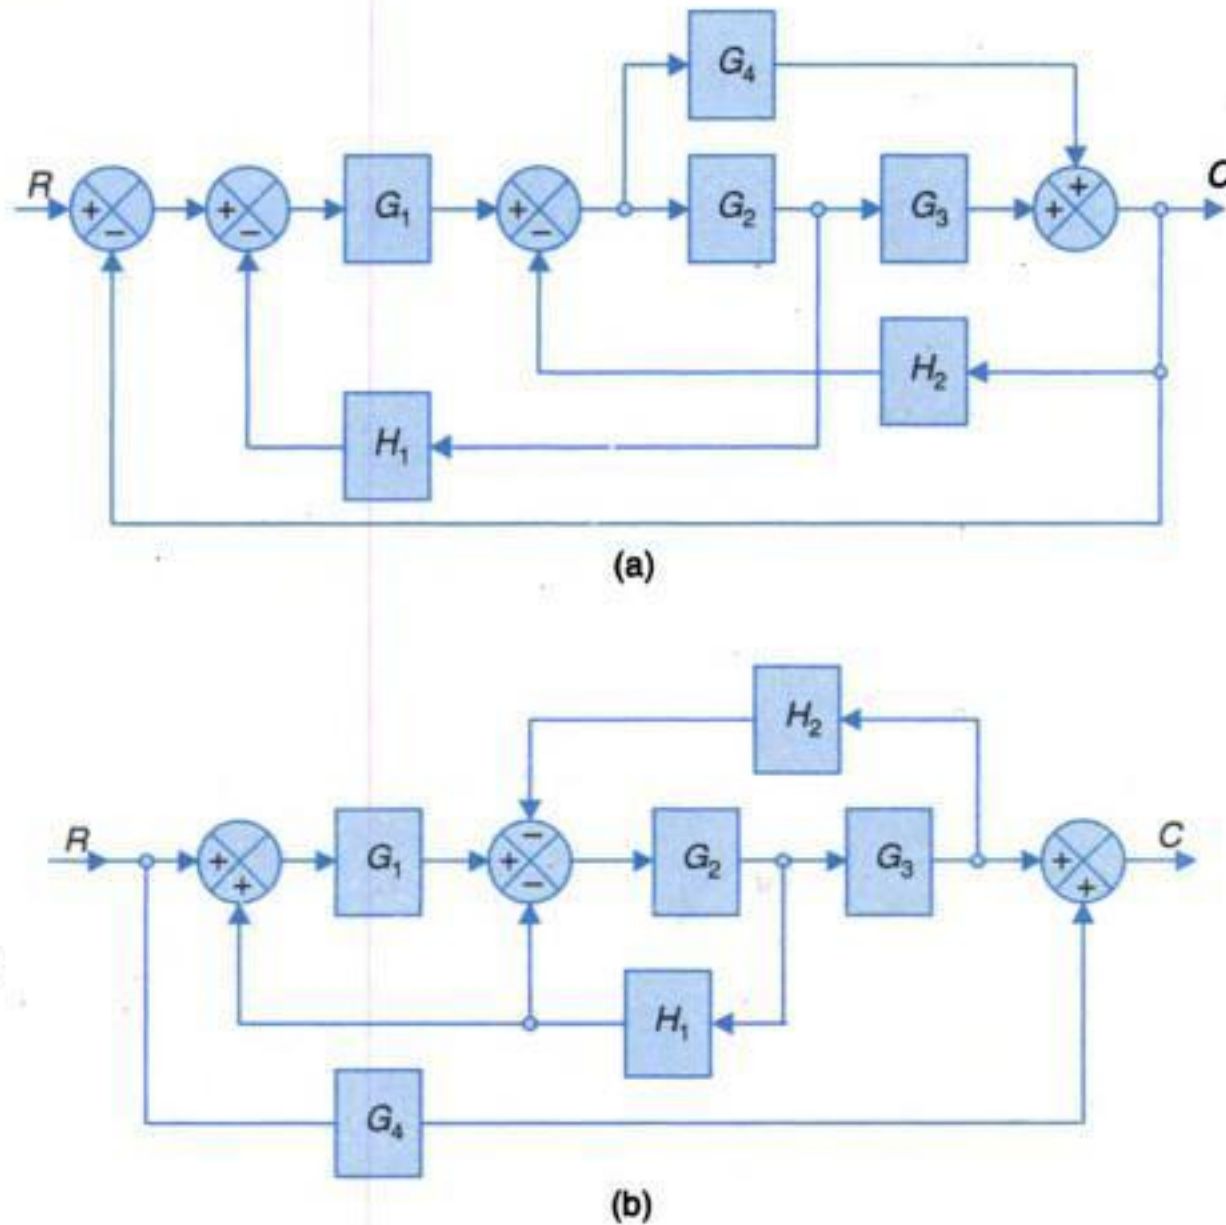 G₄
R + − + − G₁ + − G₂ G₃ + + C
H₂
H₁
(a)
H₂
R + + G₁ − + − G₂ G₃ + + C
H₁
G₄
(b)